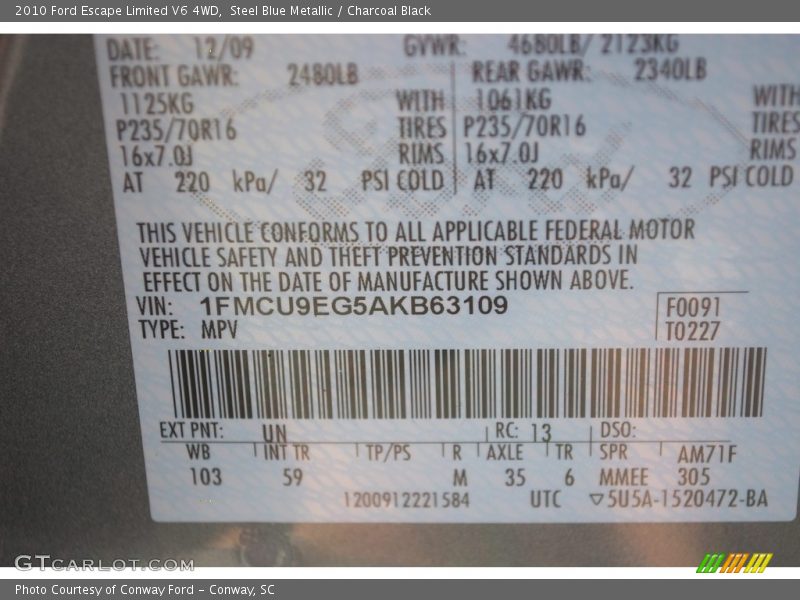 2010 Ford Escape Limited V6 4WD, Steel Blue Metallic / Charcoal Black
DATE: 12/09 GVWR: 4680LB/ 2123KG
FRONT GAWR: 2480LB REAR GAWR: 2340LB
1125KG WITH 1061KG WITH
P235/70R16 TIRES P235/70R16 TIRES
16x7.0J RIMS 16x7.0J RIMS
AT 220 kPa/ 32 PSI COLD AT 220 kPa/ 32 PSI COLD
THIS VEHICLE CONFORMS TO ALL APPLICABLE FEDERAL MOTOR
VEHICLE SAFETY AND THEFT PREVENTION STANDARDS IN
EFFECT ON THE DATE OF MANUFACTURE SHOWN ABOVE.
VIN: 1FMCU9EG5AKB63109 F0091
TYPE: MPV T0227
EXT PNT: UN RC: 13 DSO:
WB INT TR TP/PS R AXLE TR SPR AM71F
103 59 M 35 6 MMEE 305
1200912221584 UTC ▽5U5A-1520472-BA
GTCARLOT.COM
Photo Courtesy of Conway Ford - Conway, SC